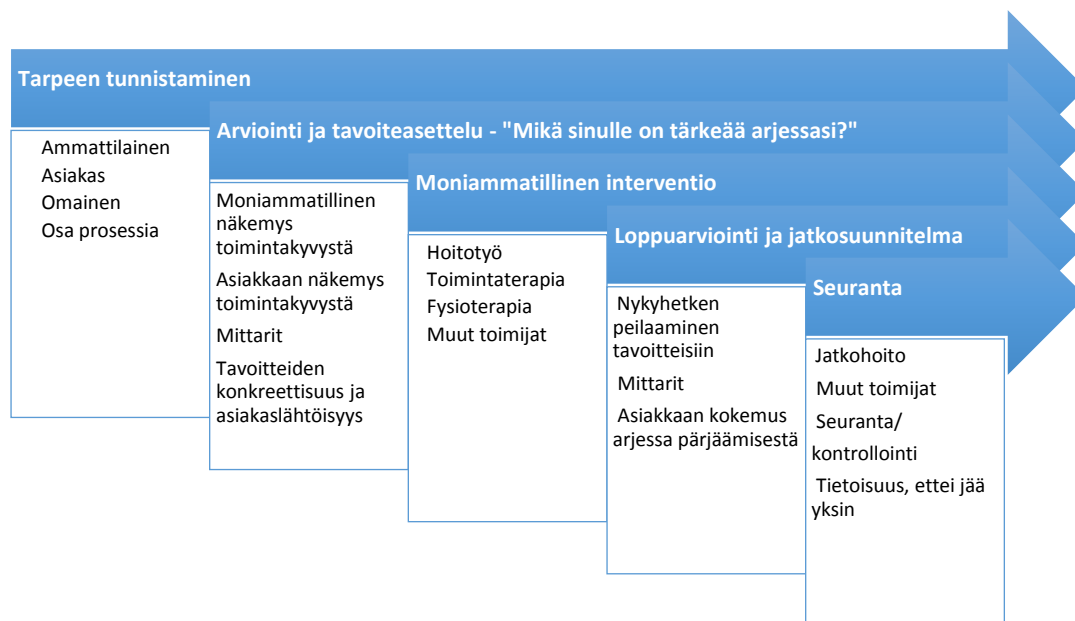 Tarpeen tunnistaminen
Ammattilainen
Asiakas
Omainen
Osa prosessia
Arviointi ja tavoiteasettelu - "Mikä sinulle on tärkeää arjessasi?"
Moniammatillinen
näkemys
toimintakyvystä
Asiakkaan näkemys
toimintakyvystä
Mittarit
Tavoitteiden
konkreettisuus ja
asiakaslähtöisyys
Moniammatillinen interventio
Hoitotyö
Toimintaterapia
Fysioterapia
Muut toimijat
Loppuarviointi ja jatkosuunnitelma
Nykyhetken
peilaaminen
tavoitteisiin
Mittarit
Asiakkaan kokemus
arjessa pärjäämisestä
Seuranta
Jatkohoito
Muut toimijat
Seuranta/
kontrollointi
Tietoisuus, ettei jää
yksin